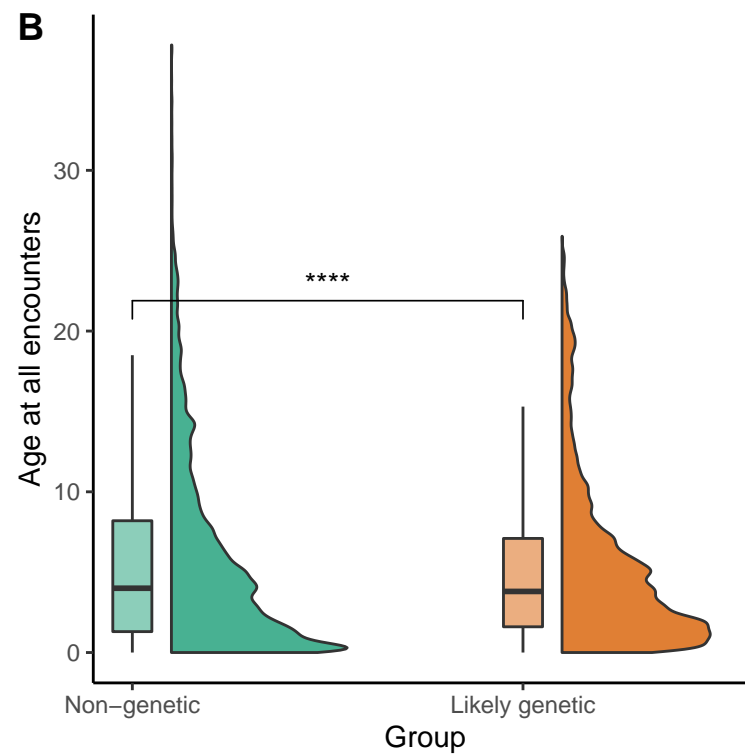 B
Age at all encounters
30
20
10
0
****
Non−genetic
Likely genetic
Group